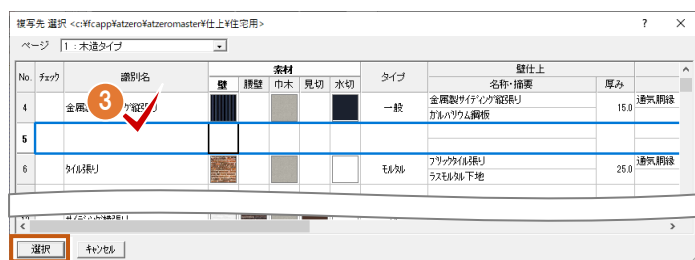 複写先 選択 <c:¥fcapp¥atzero¥atzeromaster¥仕上¥住宅用> ? ×
ページ 1：木造タイプ
No. チェック 識別名 素材 タイプ 壁仕上
壁 腰壁 巾木 見切 水切 名称・摘要 厚み
4 一般 金属製サイディング縦張り 15.0 通気胴縁
ガルバリウム鋼板
3
5
6 タイル張り モルタル ブリックタイル張り 25.0 通気胴縁
ラスモルタル下地
選択 キャンセル